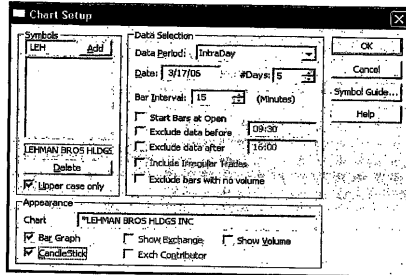 Chart Setup
Symbols
LEH Add
LEHMAN BROS HLDGS
Delete
Upper case only
Data Selection
Data Period: IntraDay
Date: 3/17/06 #Days: 5
Bar Interval: 15 (Minutes)
Start Bars at Open
Exclude data before 09:30
Exclude data after 16:00
Include Irregular Trades
Exclude bars with no volume
OK
Cancel
Symbol Guide...
Help
Appearance
Chart "LEHMAN BROS HLDGS INC
Bar Graph Show Exchange Show Volume
CandleStick Exch Contributor